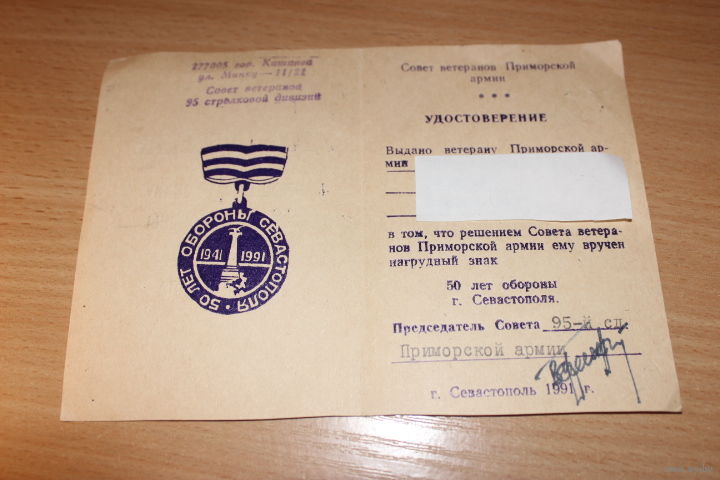 277005 гор. Кишинев
ул. Минку — 11/21
Совет ветеранов
95 стрелковой дивизии
50 ЛЕТ ОБОРОНЫ СЕВАСТОПОЛЯ
1941 1991
Совет ветеранов Приморской
армии
* * *
УДОСТОВЕРЕНИЕ
Выдано ветерану Приморской ар-
мии
в том, что решением Совета ветера-
нов Приморской армии ему вручен
нагрудный знак
50 лет обороны
г. Севастополя.
Председатель Совета 95-й сд.
Приморской армии
г. Севастополь 1991 г.